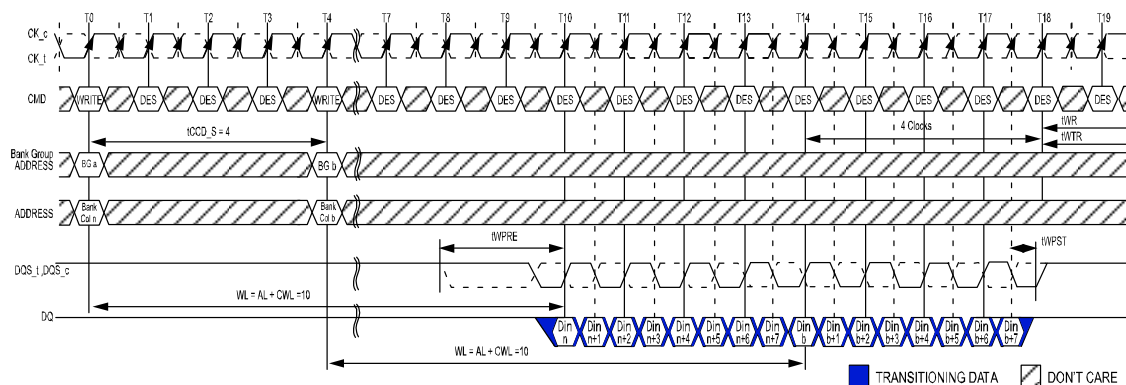 T0 T1 T2 T3 T4 T7 T8 T9 T10 T11 T12 T13 T14 T15 T16 T17 T18 T19
CK_c
CK_t
CMD WRITE DES DES DES WRITE DES DES DES DES DES DES DES DES DES DES DES DES DES
tCCD_S = 4
4 Clocks
tWR
tWTR
Bank Group
ADDRESS
BG a
BG b
ADDRESS
Bank
Col n
Bank
Col b
tWPRE
tWPST
DQS_t ,DQS_c
WL = AL + CWL =10
DQ
Din
n
Din
n+1
Din
n+2
Din
n+3
Din
n+4
Din
n+5
Din
n+6
Din
n+7
Din
b
Din
b+1
Din
b+2
Din
b+3
Din
b+4
Din
b+5
Din
b+6
Din
b+7
WL = AL + CWL =10
TRANSITIONING DATA
DON'T CARE